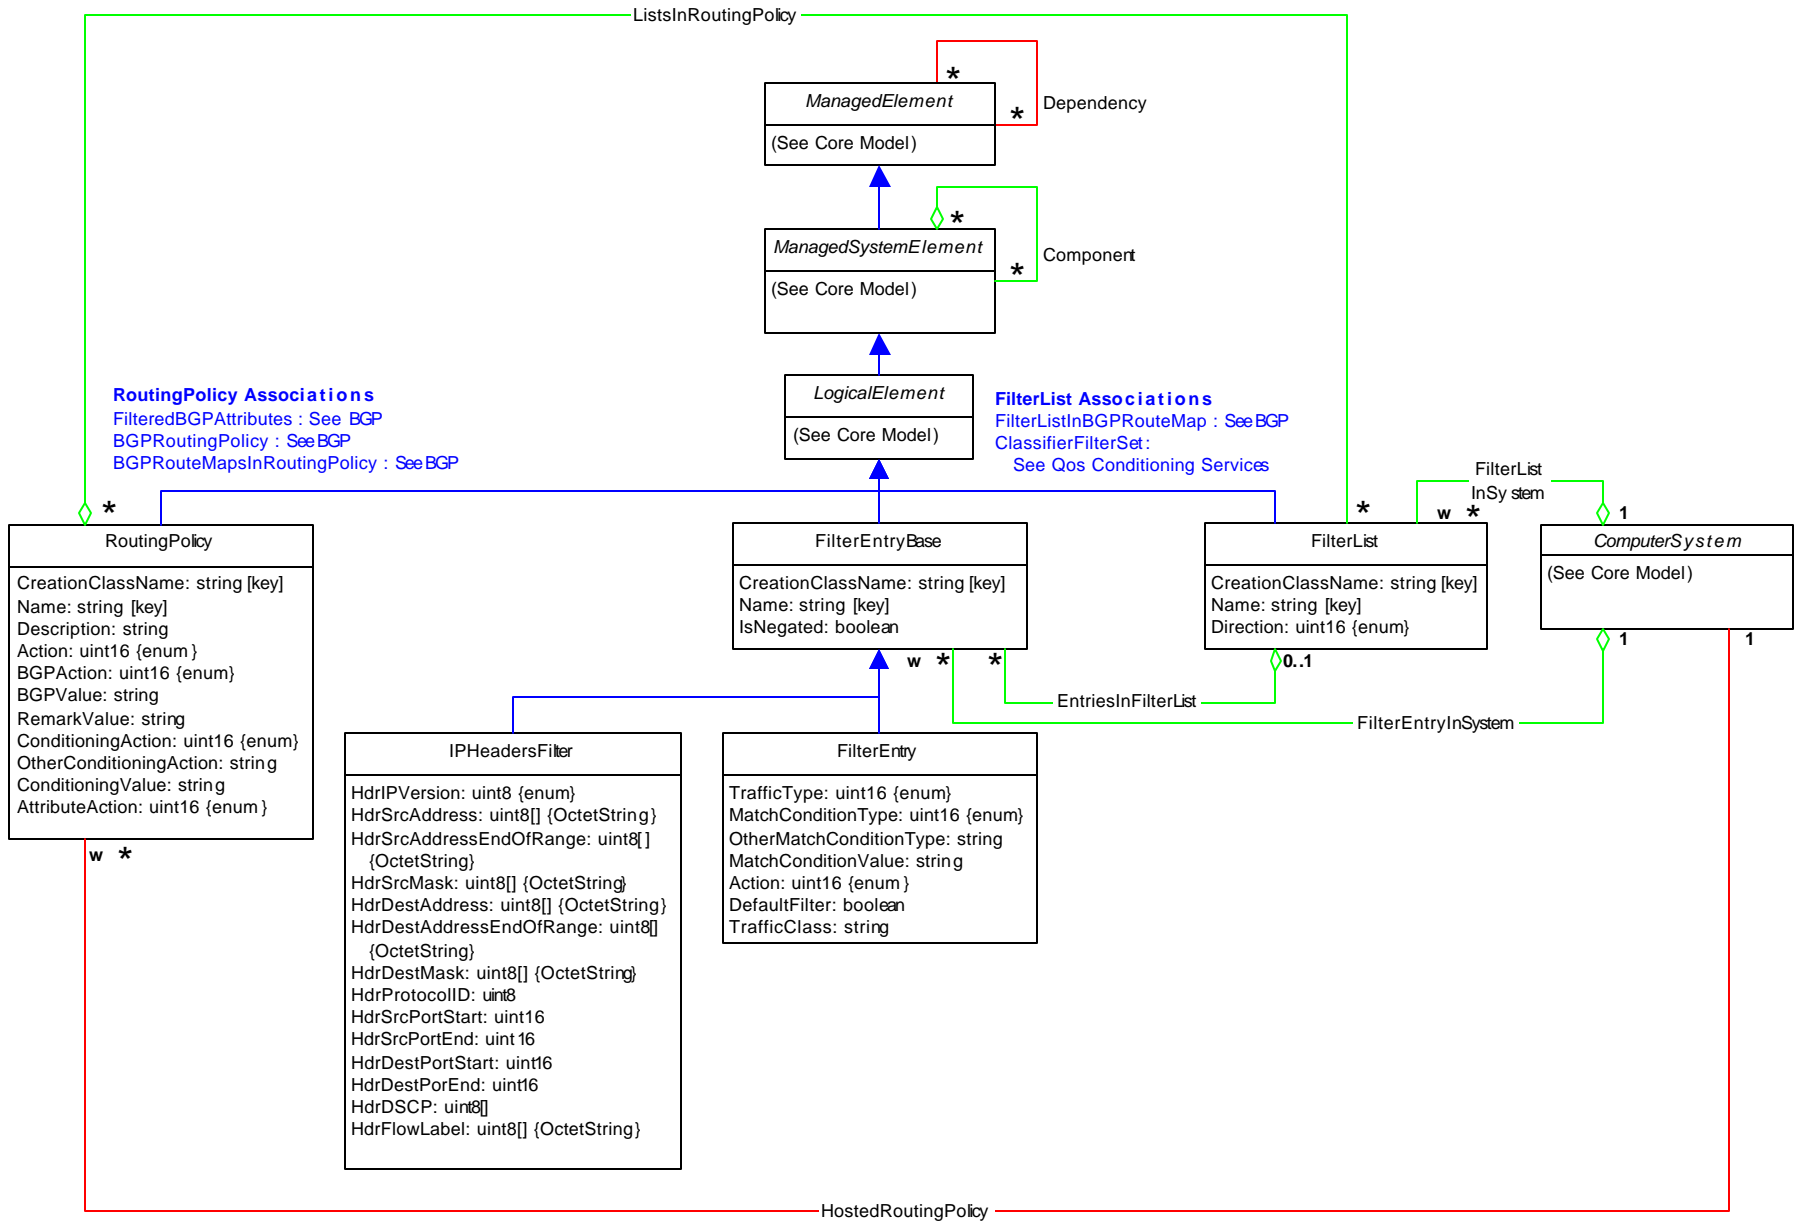 ListsInRoutingPolicy
*
ManagedElement
*
Dependency
(See Core Model)
*
ManagedSystemElement
*
Component
(See Core Model)
RoutingPolicy Associations
FilteredBGPAttributes : See BGP
BGPRoutingPolicy : See BGP
BGPRouteMapsInRoutingPolicy : See BGP
LogicalElement
(See Core Model)
FilterList Associations
FilterListInBGPRouteMap : See BGP
ClassifierFilterSet:
See Qos Conditioning Services
FilterList
InSystem
*
*
w *
1
RoutingPolicy
CreationClassName: string [key]
Name: string [key]
Description: string
Action: uint16 {enum}
BGPAction: uint16 {enum}
BGPValue: string
RemarkValue: string
ConditioningAction: uint16 {enum}
OtherConditioningAction: string
ConditioningValue: string
AttributeAction: uint16 {enum}
w *
FilterEntryBase
CreationClassName: string [key]
Name: string [key]
IsNegated: boolean
w *
*
FilterList
CreationClassName: string [key]
Name: string [key]
Direction: uint16 {enum}
0..1
ComputerSystem
(See Core Model)
1
1
EntriesInFilterList
FilterEntryInSystem
IPHeadersFilter
HdrIPVersion: uint8 {enum}
HdrSrcAddress: uint8[] {OctetString}
HdrSrcAddressEndOfRange: uint8[]
{OctetString}
HdrSrcMask: uint8[] {OctetString}
HdrDestAddress: uint8[] {OctetString}
HdrDestAddressEndOfRange: uint8[]
{OctetString}
HdrDestMask: uint8[] {OctetString}
HdrProtocolID: uint8
HdrSrcPortStart: uint16
HdrSrcPortEnd: uint16
HdrDestPortStart: uint16
HdrDestPorEnd: uint16
HdrDSCP: uint8[]
HdrFlowLabel: uint8[] {OctetString}
FilterEntry
TrafficType: uint16 {enum}
MatchConditionType: uint16 {enum}
OtherMatchConditionType: string
MatchConditionValue: string
Action: uint16 {enum}
DefaultFilter: boolean
TrafficClass: string
HostedRoutingPolicy